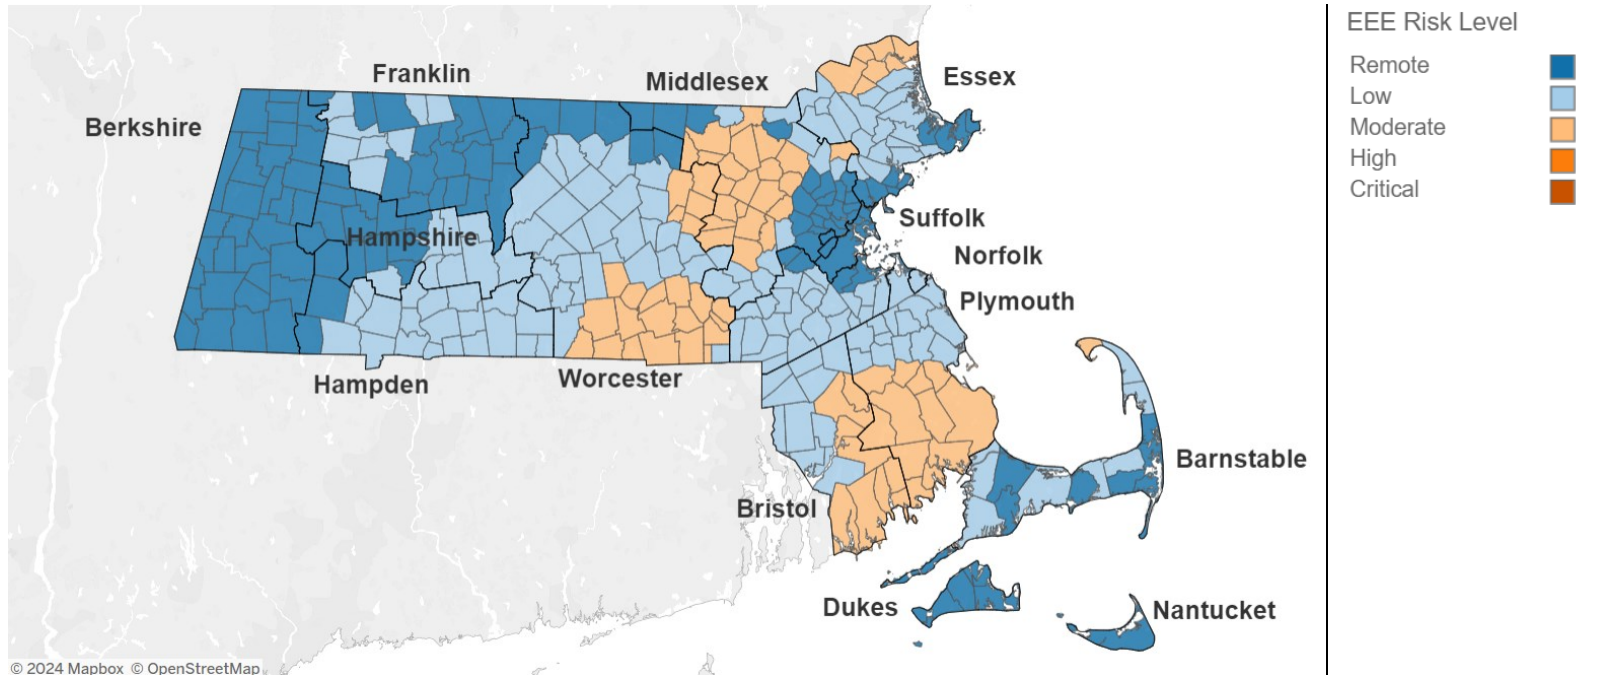 EEE Risk Level
Remote
Low
Moderate
High
Critical
Franklin
Middlesex
Essex
Berkshire
Suffolk
Hampshire
Norfolk
Plymouth
Hampden
Worcester
Barnstable
Bristol
Dukes
Nantucket
© 2024 Mapbox © OpenStreetMap